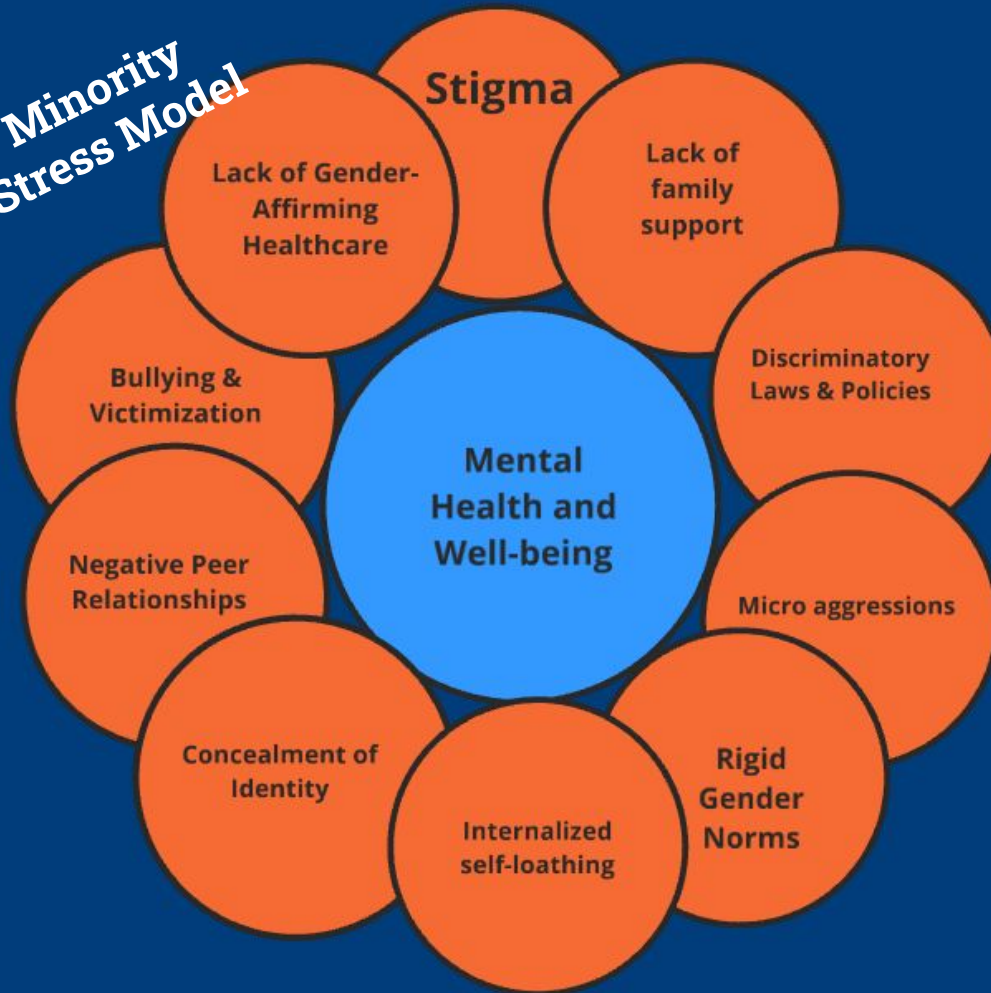 Minority
Stress Model
Stigma
Lack of
family
support
Discriminatory
Laws & Policies
Micro aggressions
Rigid
Gender
Norms
Internalized
self-loathing
Concealment of
Identity
Negative Peer
Relationships
Bullying &
Victimization
Lack of Gender-
Affirming
Healthcare
Mental
Health and
Well-being